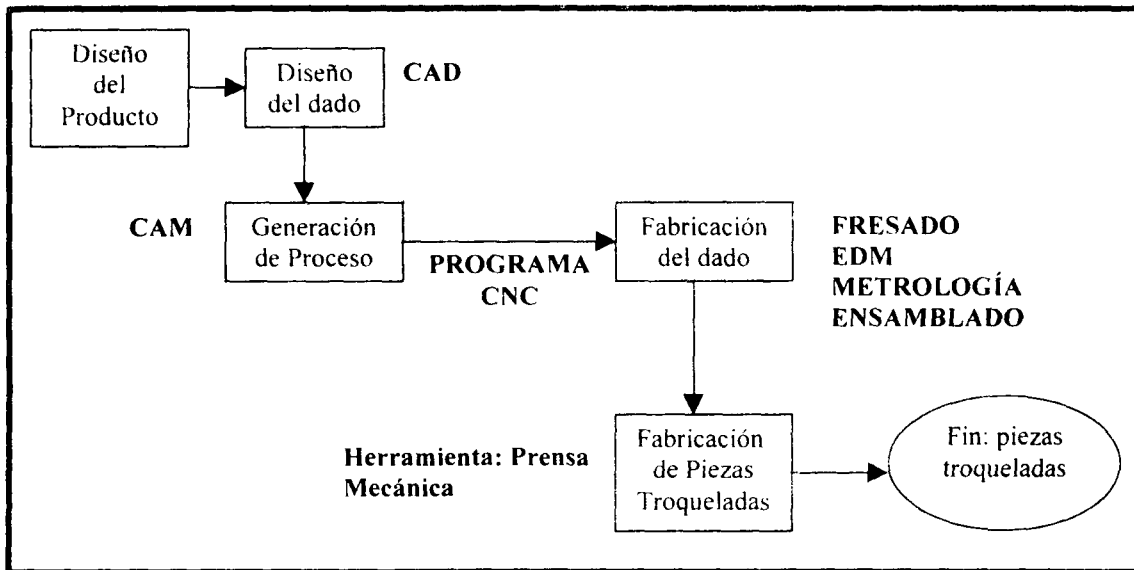 Diseño
del
Producto
Diseño
del dado
CAD
CAM
Generación
de Proceso
PROGRAMA
CNC
Fabricación
del dado
FRESADO
EDM
METROLOGÍA
ENSAMBLADO
Herramienta: Prensa
Mecánica
Fabricación
de Piezas
Troqueladas
Fin: piezas
troqueladas